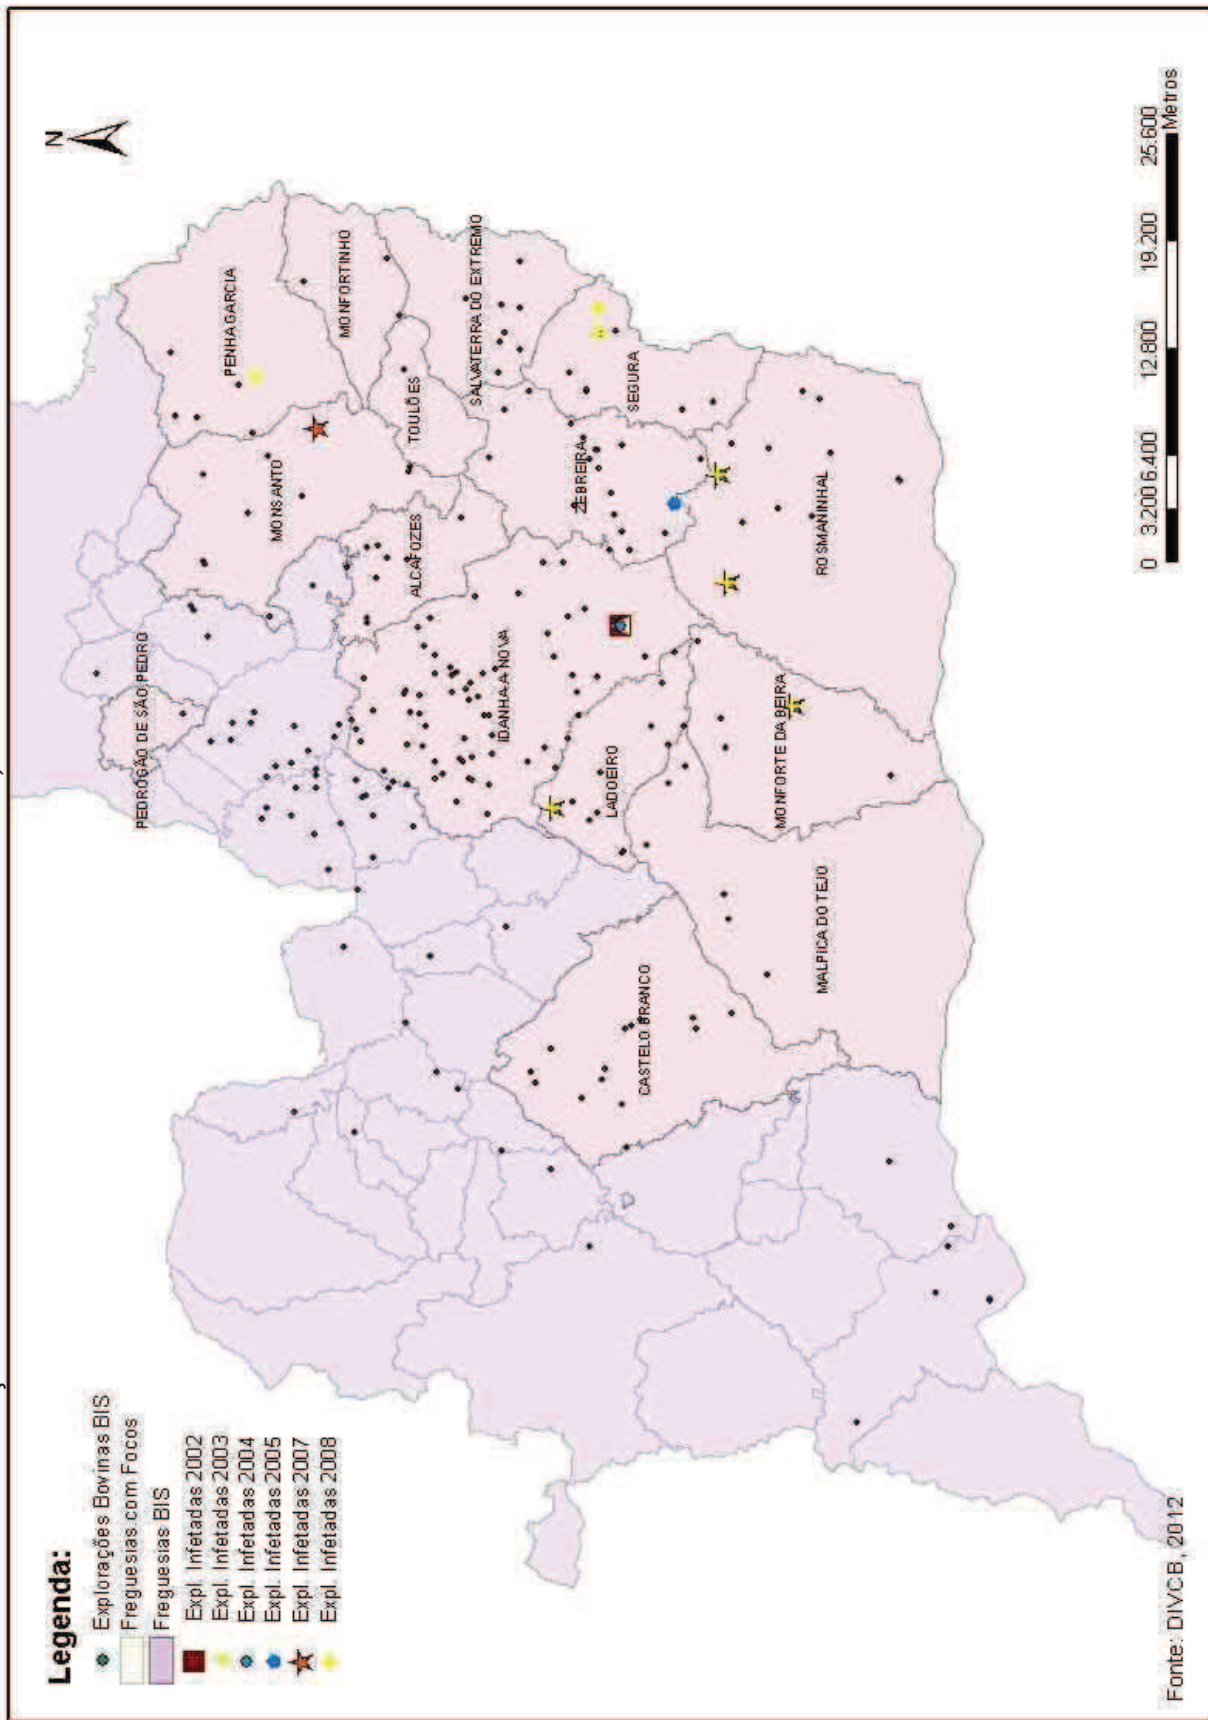 Legenda:
Explorações Bovinas BIS
Freguesias com Focos
Freguesias BIS
Expl. Infetadas 2002
Expl. Infetadas 2003
Expl. Infetadas 2004
Expl. Infetadas 2005
Expl. Infetadas 2007
Expl. Infetadas 2008
N
PEDROGÃO DE SÃO PEDRO
PENHA GARCIA
MONSANTO
MONFORTINHO
TOULÕES
ALCAFOZES
SALVATERRA DO EXTREMO
IDANHA-A-NOVA
ZEBREIRA
SEGURA
LADOEIRO
CASTELO BRANCO
MONFORTE DA BEIRA
ROSMANINHAL
MALPICA DO TEJO
0 3.200 6.400 12.800 19.200 25.600
Metros
Fonte: DIVCB, 2012